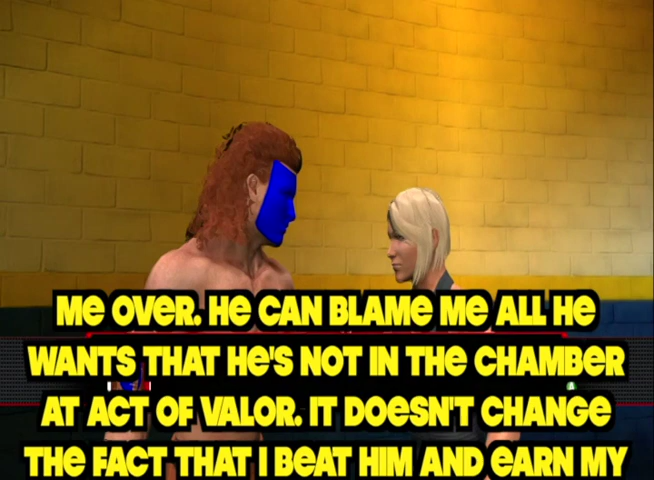 ME OVER. HE CAN BLAME ME ALL HE
WANTS THAT HE'S NOT IN THE CHAMBER
AT ACT OF VALOR. IT DOESN'T CHANGE
THE FACT THAT I BEAT HIM AND EARN MY